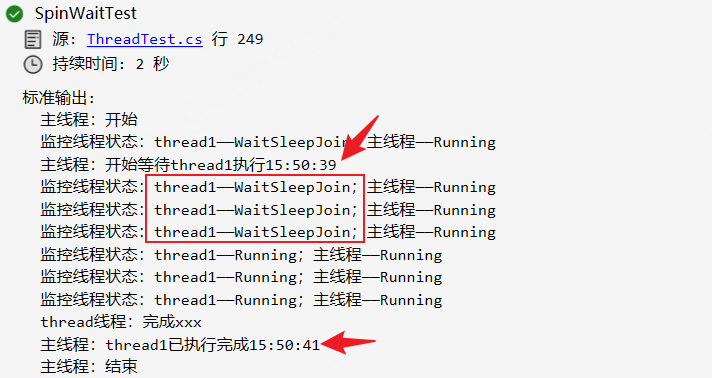 SpinWaitTest
源: ThreadTest.cs 行 249
持续时间: 2 秒
标准输出:
主线程：开始
监控线程状态：thread1——WaitSleepJoin；主线程——Running
主线程：开始等待thread1执行15:50:39
监控线程状态：thread1——WaitSleepJoin；主线程——Running
监控线程状态：thread1——WaitSleepJoin；主线程——Running
监控线程状态：thread1——WaitSleepJoin；主线程——Running
监控线程状态：thread1——Running；主线程——Running
监控线程状态：thread1——Running；主线程——Running
监控线程状态：thread1——Running；主线程——Running
thread线程：完成xxx
主线程：thread1已执行完成15:50:41
主线程：结束